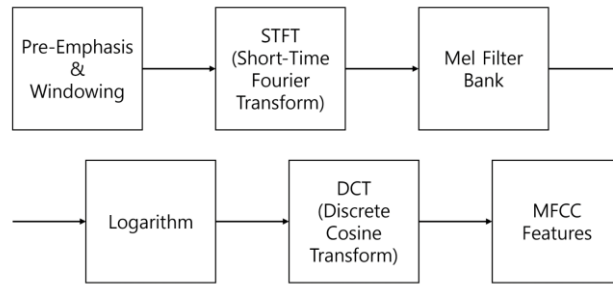 Pre-Emphasis
&
Windowing
STFT
(Short-Time
Fourier
Transform)
Mel Filter
Bank
Logarithm
DCT
(Discrete
Cosine
Transform)
MFCC
Features